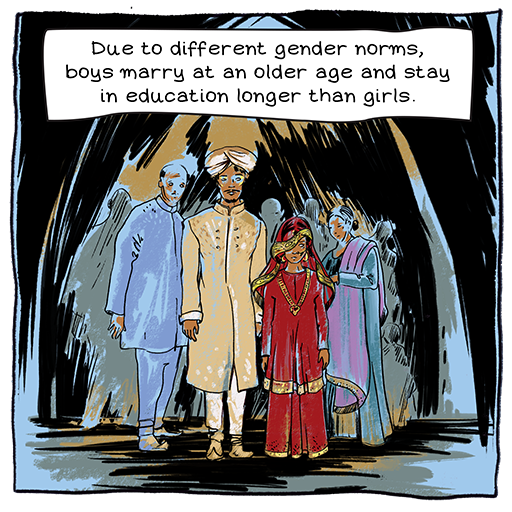 Due to different gender norms,
boys marry at an older age and stay
in education longer than girls.